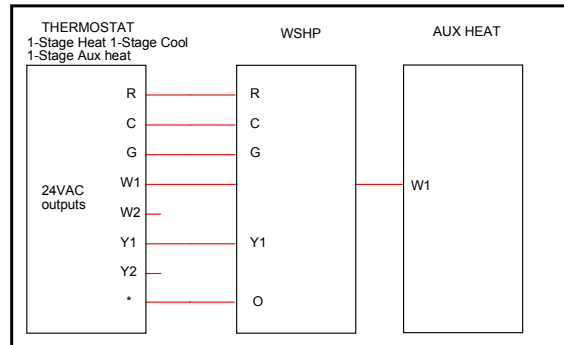 THERMOSTAT
1-Stage Heat 1-Stage Cool
1-Stage Aux heat
WSHP
AUX HEAT
R
C
G
W1
W2
Y1
Y2
*
24VAC
outputs
R
C
G
Y1
O
W1